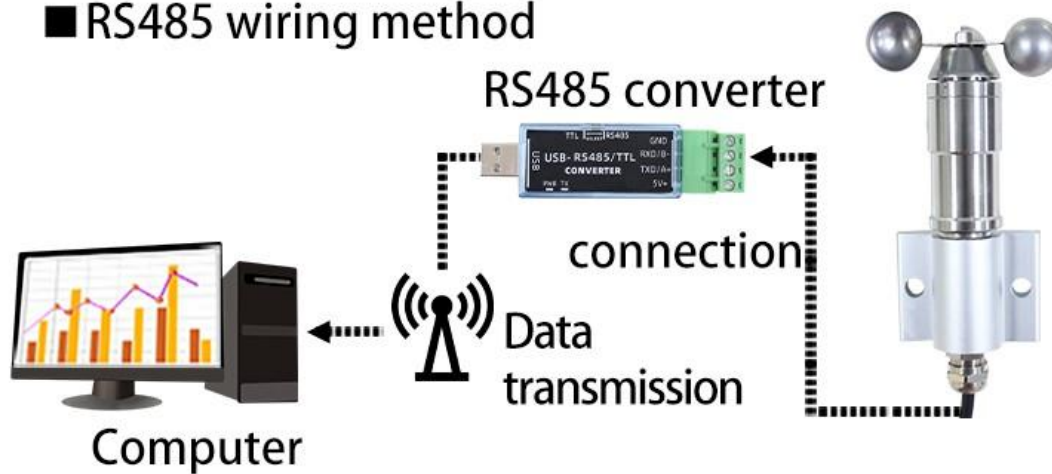 ■ RS485 wiring method
RS485 converter
TTL RS485
GND
USB
USB-RS485/TTL
RXD/B-
CONVERTER
TXD/A+
PWR TX
5V+
connection
Data
transmission
Computer